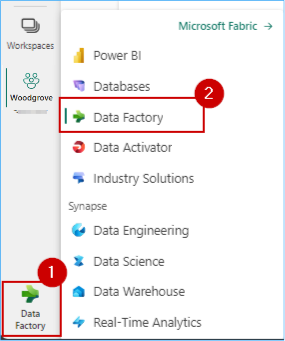 Workspaces
Woodgrove
1
Data
Factory
Microsoft Fabric →
Power BI
Databases
2
Data Factory
Data Activator
Industry Solutions
Synapse
Data Engineering
Data Science
Data Warehouse
Real-Time Analytics